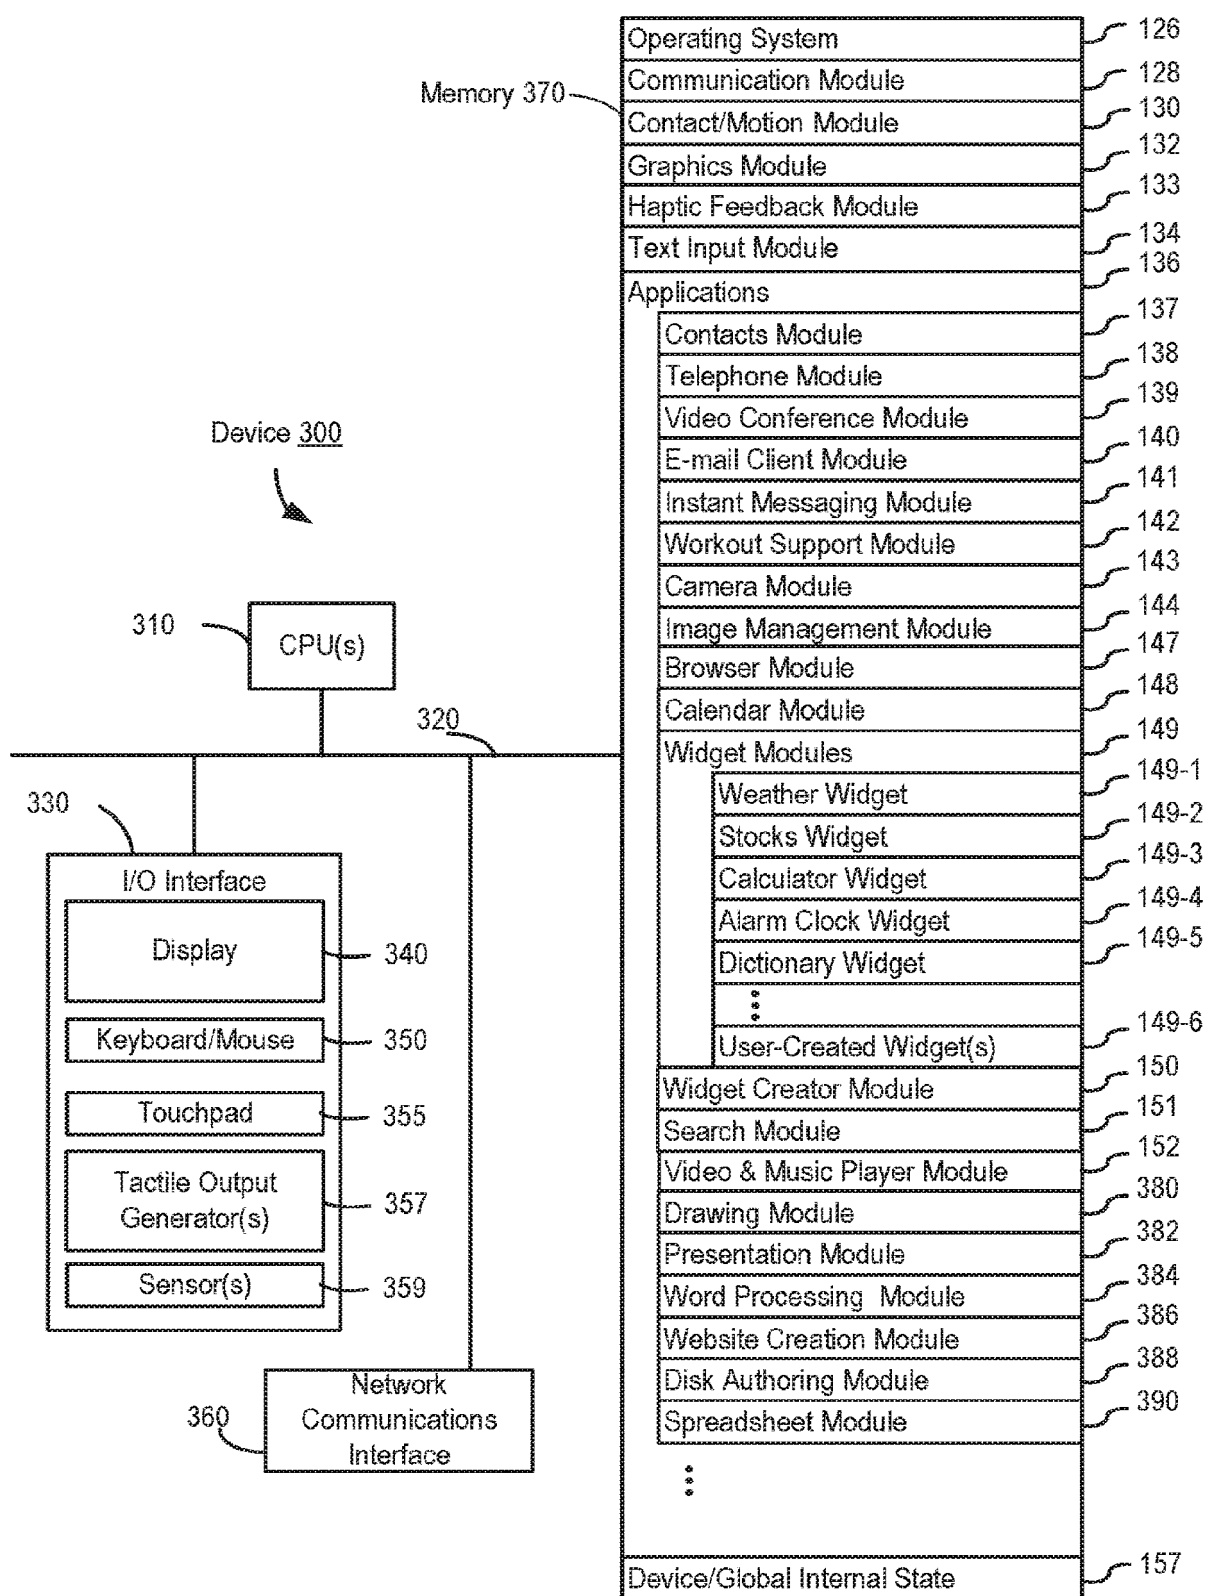 Device 300
310
CPU(s)
320
330
I/O Interface
Display
340
Keyboard/Mouse
350
Touchpad
355
Tactile Output
Generator(s)
357
Sensor(s)
359
360
Network
Communications
Interface
Memory 370
Operating System
126
Communication Module
128
Contact/Motion Module
130
Graphics Module
132
Haptic Feedback Module
133
Text Input Module
134
Applications
136
Contacts Module
137
Telephone Module
138
Video Conference Module
139
E-mail Client Module
140
Instant Messaging Module
141
Workout Support Module
142
Camera Module
143
Image Management Module
144
Browser Module
147
Calendar Module
148
Widget Modules
149
Weather Widget
149-1
Stocks Widget
149-2
Calculator Widget
149-3
Alarm Clock Widget
149-4
Dictionary Widget
149-5
User-Created Widget(s)
149-6
Widget Creator Module
150
Search Module
151
Video & Music Player Module
152
Drawing Module
380
Presentation Module
382
Word Processing Module
384
Website Creation Module
386
Disk Authoring Module
388
Spreadsheet Module
390
Device/Global Internal State
157